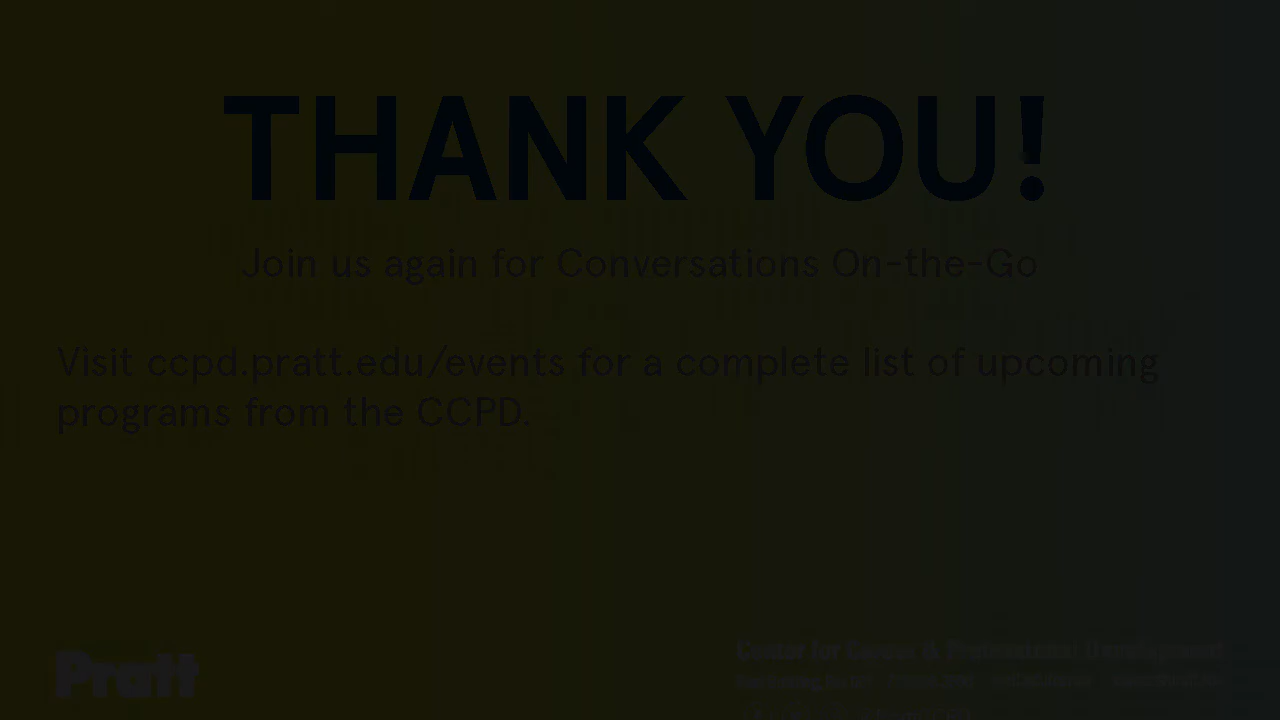 THANK YOU!
Join us again for Conversations On-the-Go
Visit ccpd.pratt.edu/events for a complete list of upcoming
programs from the CCPD.
Pratt
Center for Career & Professional Development